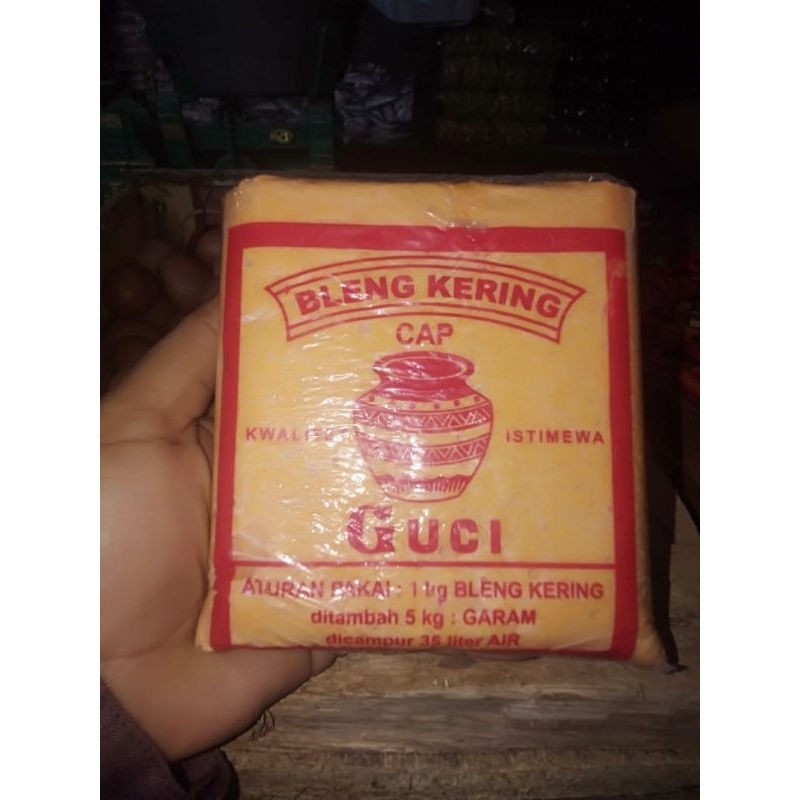 BLENG KERING
CAP
ISTIMEWA
GUCI
ATURAN PAKAI : 1 kg BLENG KERING
ditambah 5 kg : GARAM
dicampur 35 liter AIR